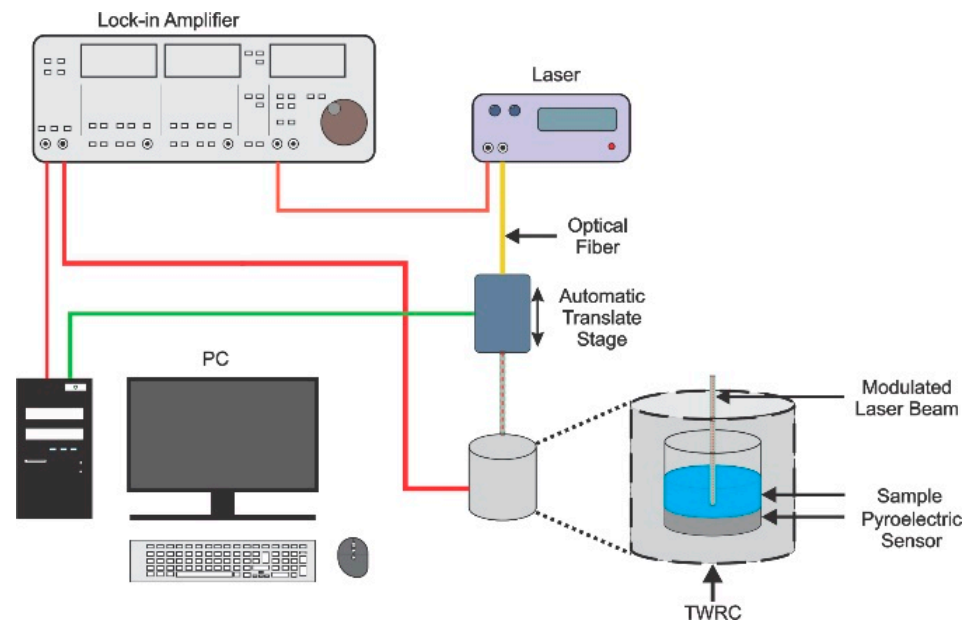 Lock-in Amplifier
Laser
Optical
Fiber
Automatic
Translate
Stage
PC
Modulated
Laser Beam
Sample
Pyroelectric
Sensor
TWRC